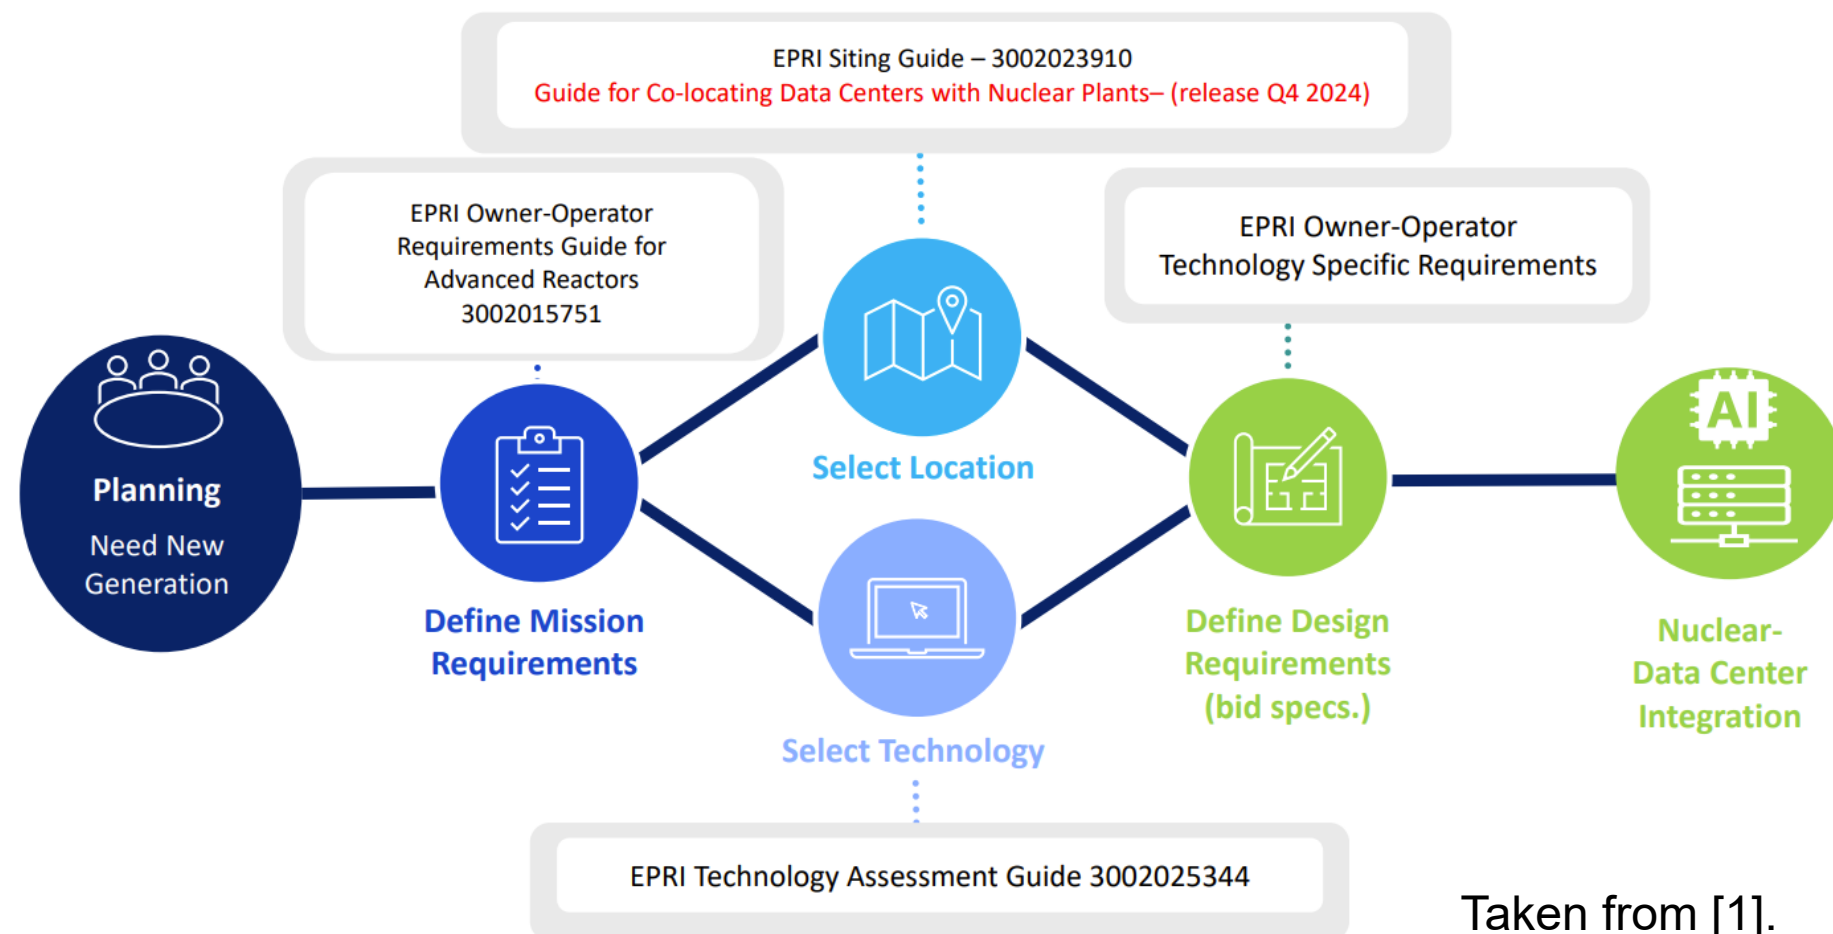 EPRI Siting Guide – 3002023910
Guide for Co-locating Data Centers with Nuclear Plants– (release Q4 2024)
EPRI Owner-Operator
Requirements Guide for
Advanced Reactors
3002015751
EPRI Owner-Operator
Technology Specific Requirements
Planning
Need New
Generation
Define Mission
Requirements
Select Location
Select Technology
Define Design
Requirements
(bid specs.)
AI
Nuclear-
Data Center
Integration
EPRI Technology Assessment Guide 3002025344
Taken from [1].